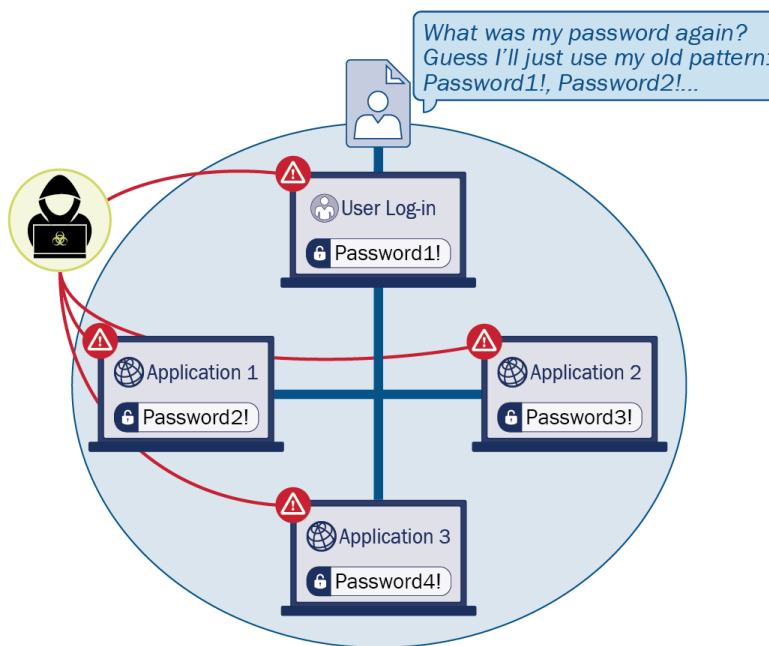 What was my password again?
Guess I'll just use my old pattern:
Password1!, Password2!...
User Log-in
Password1!
Application 1
Password2!
Application 2
Password3!
Application 3
Password4!